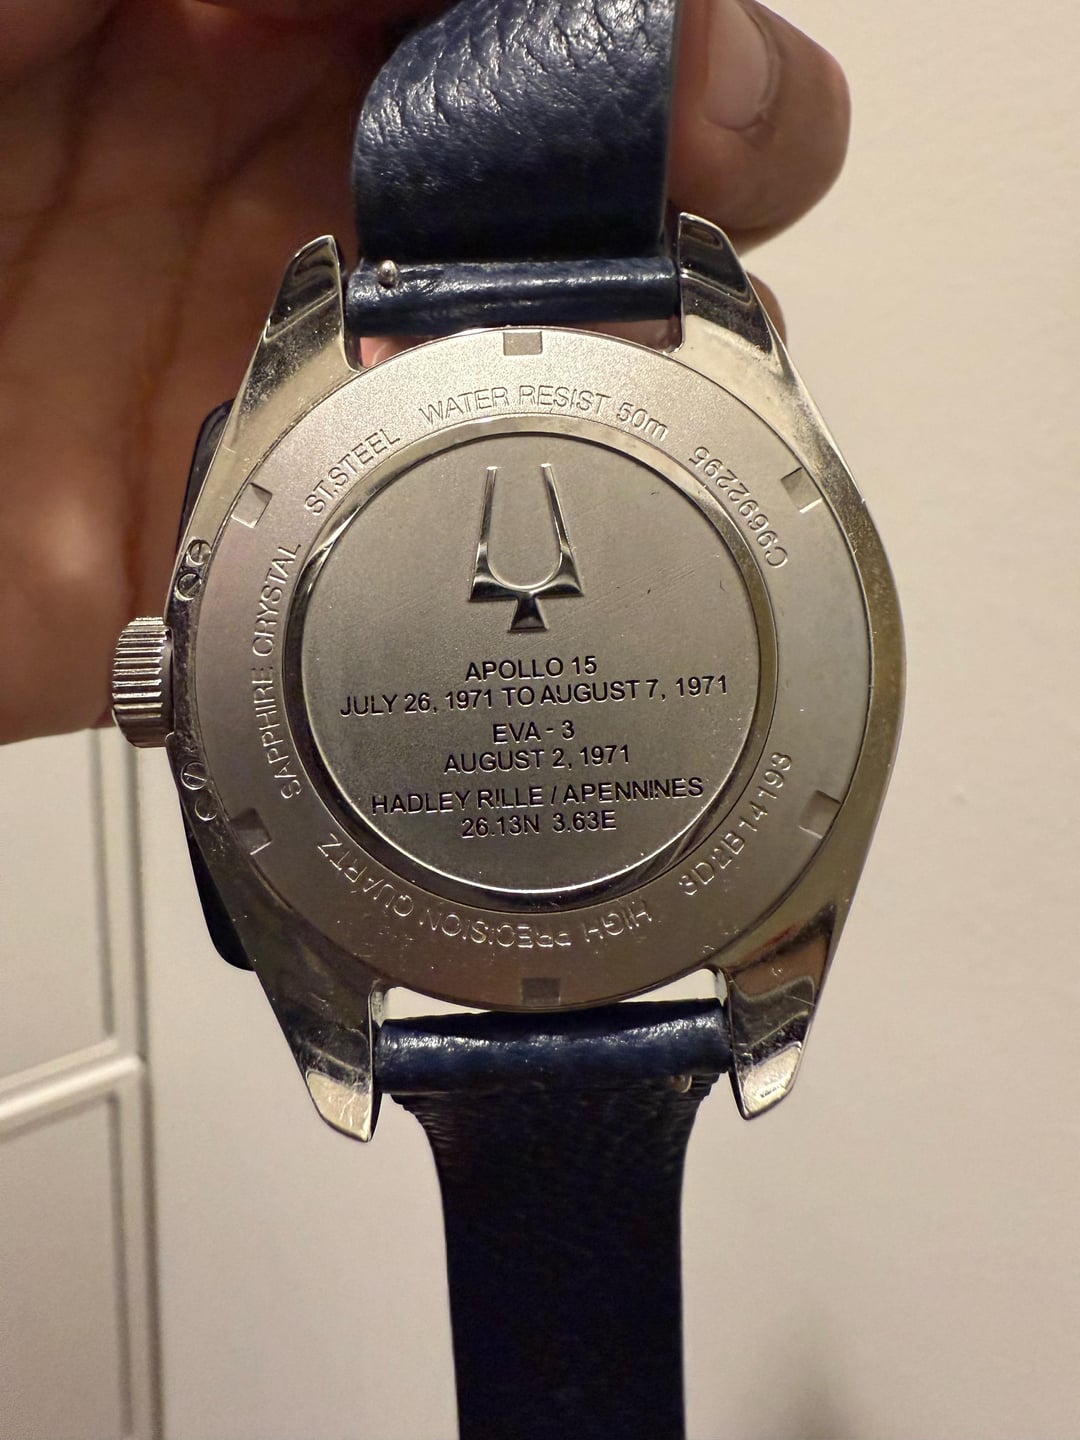 APOLLO 15
JULY 26, 1971 TO AUGUST 7, 1971
EVA - 3
AUGUST 2, 1971
HADLEY RILLE / APENNINES
26.13N 3.63E
ST.STEEL
WATER RESIST 50m
C9692295
HIGH PRECISION QUARTZ
SAPPHIRE CRYSTAL